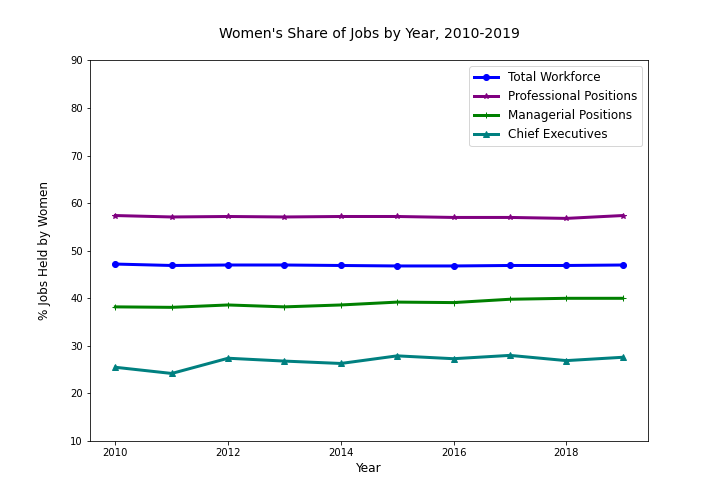 Women's Share of Jobs by Year, 2010-2019
Total Workforce
Professional Positions
Managerial Positions
Chief Executives
% Jobs Held by Women
90
80
70
60
50
40
30
20
10
2010 2012 2014 2016 2018
Year